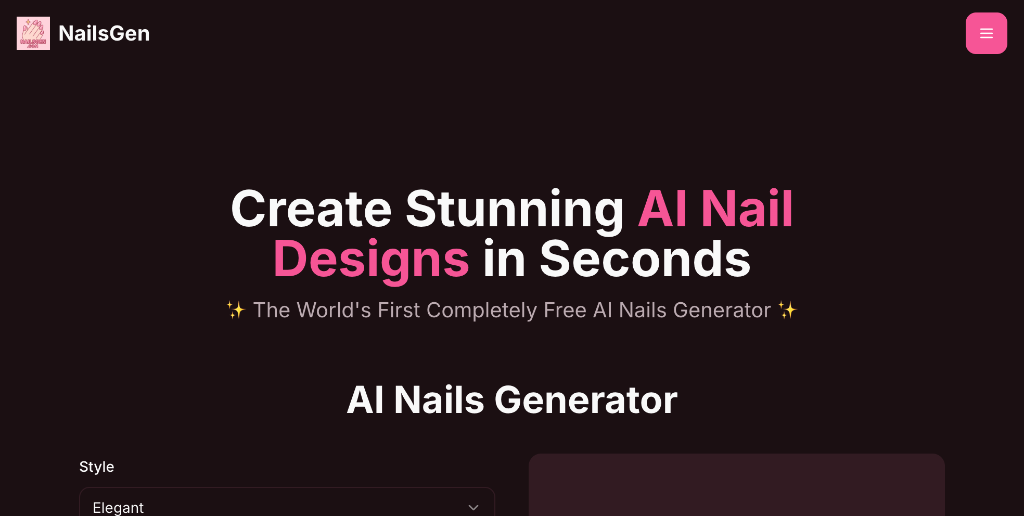 NailsGen
Create Stunning AI Nail
Designs in Seconds
✨ The World's First Completely Free AI Nails Generator ✨
AI Nails Generator
Style
Elegant